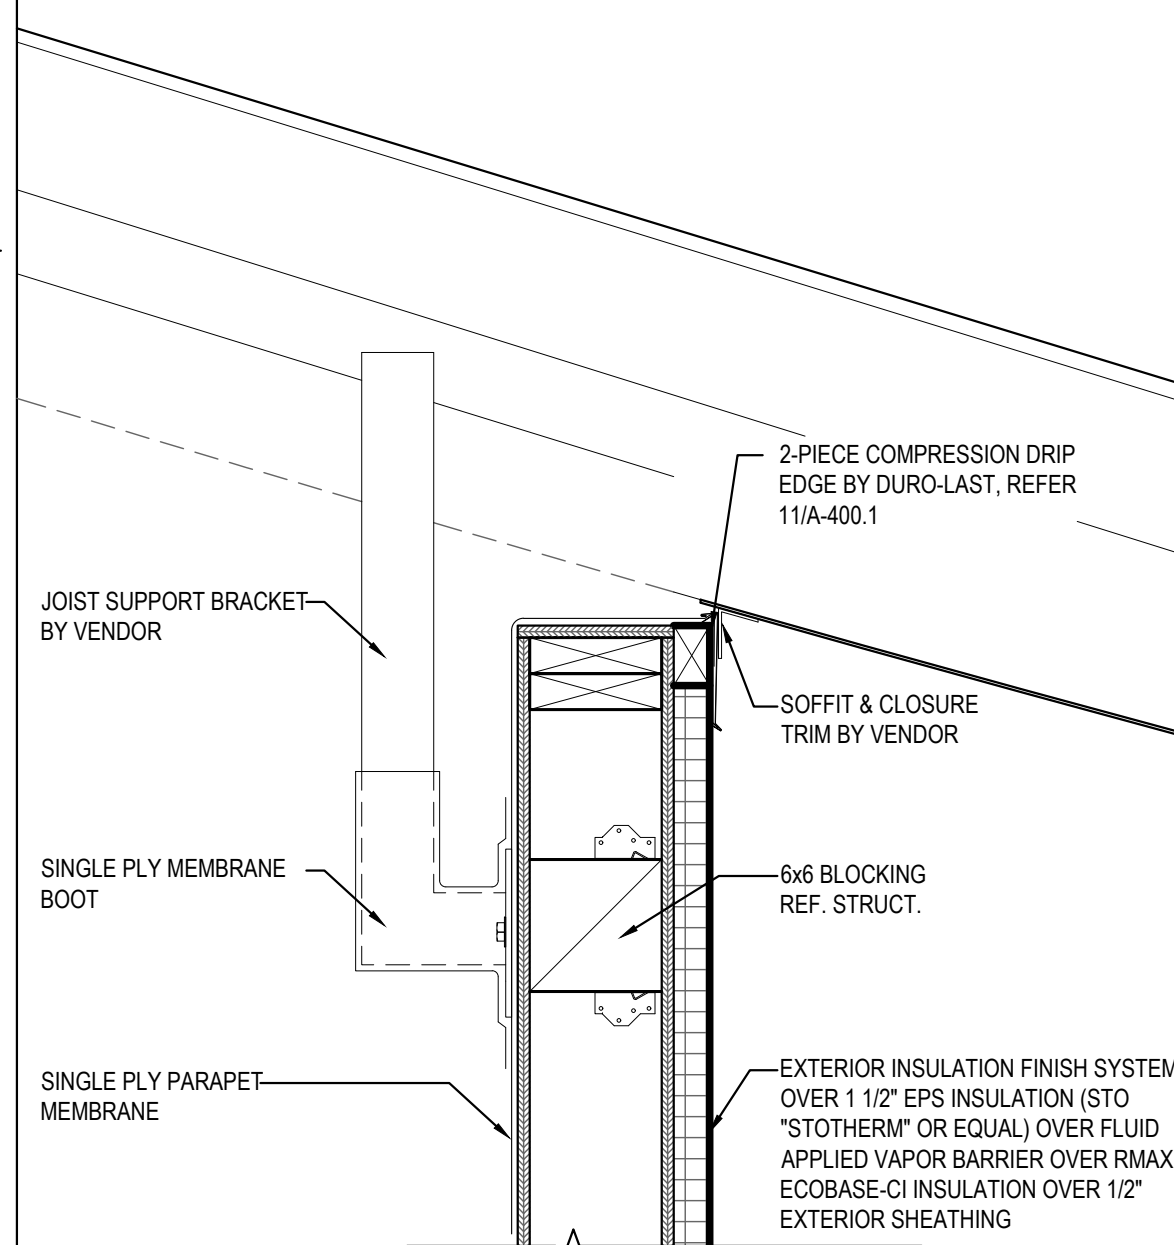 2-PIECE COMPRESSION DRIP
EDGE BY DURO-LAST, REFER
11/A-400.1
JOIST SUPPORT BRACKET
BY VENDOR
SOFFIT & CLOSURE
TRIM BY VENDOR
SINGLE PLY MEMBRANE
BOOT
6x6 BLOCKING
REF. STRUCT.
SINGLE PLY PARAPET
MEMBRANE
EXTERIOR INSULATION FINISH SYSTEM
OVER 1 1/2" EPS INSULATION (STO
"STOTHERM" OR EQUAL) OVER FLUID
APPLIED VAPOR BARRIER OVER RMAX
ECOBASE-CI INSULATION OVER 1/2"
EXTERIOR SHEATHING